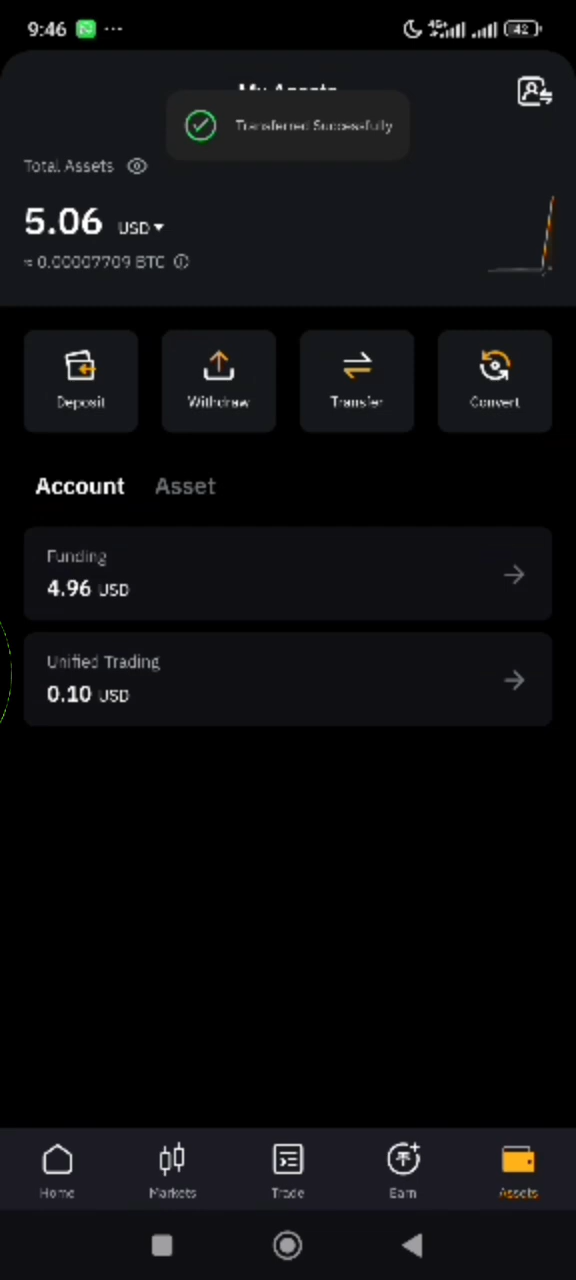 9:46
42
My Assets
Transferred Successfully
Total Assets
5.06 USD
≈ 0.00007709 BTC
Deposit
Withdraw
Transfer
Convert
Account Asset
Funding
4.96 USD
Unified Trading
0.10 USD
Home
Markets
Trade
Earn
Assets